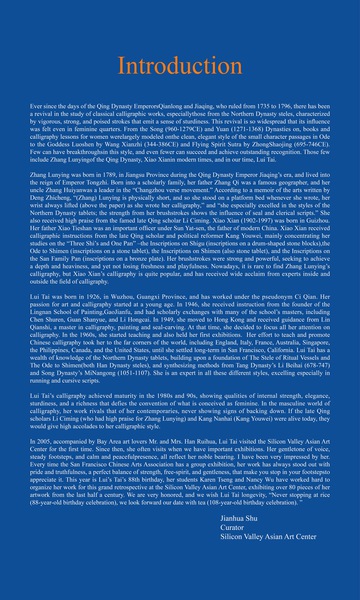 Introduction
Ever since the days of the Qing Dynasty EmperorsQianlong and Jiaqing, who ruled from 1735 to 1796, there has
been a revival in the study of classical calligraphic works, especiallythose from the Northern Dynasty steles, characterized
by vigorous, strong, and poised strokes that emit a sense of sturdiness. This revival is so widespread that its influence
was felt even in feminine quarters. From the Song (960-1279CE) and Yuan (1271-1368) Dynasties on, books and
calligraphy lessons for women werelargely modeled onthe clean, elegant style of the small character passages in Ode
to the Goddess Luoshen by Wang Xianzhi (344-386CE) and Flying Spirit Sutra by ZhongShaojing (695-746CE).
Few can have breakthrough in this style, and even fewer can succeed and achieve outstanding recognition. Those few
include Zhang Lunyingof the Qing Dynasty, Xiao Xianin modern times, and in our time, Lui Tai.
Zhang Lunying was born in 1789, in Jiangsu Province during the Qing Dynasty Emperor Jiaqing's era, and lived into
the reign of Emperor Tongzhi. Born into a scholarly family, her father Zhang Qi was a famous geographer, and her
uncle Zhang Huiyanwas a leader in the "Changzhou verse movement." According to a memoir of the arts written by
Deng Zhicheng, "(Zhang) Lunying is physically short, and so she stood on a platform bended whenever she wrote, her
wrist always lifted (above the paper) as she wrote her calligraphy," and "she especially excelled in the styles of the
Northern Dynasty tablets; the strength from her brushstrokes shows the influence of seal and clerical scripts." She
also received high praise from the famed late Qing scholar Li Ciming. Xiao Xian (1902-1997) was born in Guizhou.
Her father Xiao Tieshan was an important officer under Sun Yat-sen, the father of modern China. Xiao Xian received
calligraphic instructions from the late Qing scholar and political reformer Kang Youwei, mainly concentrating her
studies on the "Three Shi's and One Pan" –the Inscriptions on Shigu (inscriptions on a drum-shaped stone blocks),the
Ode to Shimen (inscriptions on a stone tablet), the Inscriptions on Shimen (also stone tablet), and the Inscriptions on
the San Family Pan (inscriptions on a bronze plate). Her brushstrokes were strong and powerful, seeking to achieve
a depth and heaviness, and yet not losing freshness and playfulness. Nowadays, it is rare to find Zhang Lunying's
calligraphy, but Xiao Xian's calligraphy is quite popular, and has received wide acclaim from experts inside and
outside the field of calligraphy.
Lui Tai was born in 1926, in Wuzhou, Guangxi Province, and has worked under the pseudonym Ci Qian. Her
passion for art and calligraphy started at a young age. In 1946, she received instruction from the founder of the
Lingnan School of Painting,GaoJianfu, and had scholarly exchanges with many of the school's masters, including
Chen Shuren, Guan Shanyue, and Li Hongcai. In 1949, she moved to Hong Kong and received guidance from Lin
Qianshi, a master in calligraphy, painting and seal-carving. At that time, she decided to focus all her attention on
calligraphy. In the 1960s, she started teaching and also held her first exhibitions. Her effort to teach and promote
Chinese calligraphy took her to the far corners of the world, including England, Italy, France, Australia, Singapore,
the Philippines, Canada, and the United States, until she settled long-term in San Francisco, California. Lui Tai has a
wealth of knowledge of the Northern Dynasty tablets, building upon a foundation of The Stele of Ritual Vessels and
The Ode to Shimen(both Han Dynasty steles), and synthesizing methods from Tang Dynasty's Li Beihai (678-747)
and Song Dynasty's MiNangong (1051-1107). She is an expert in all these different styles, excelling especially in
running and cursive scripts.
Lui Tai's calligraphy achieved maturity in the 1980s and 90s, showing qualities of internal strength, elegance,
sturdiness, and a richness that defies the convention of what is conceived as feminine. In the masculine world of
calligraphy, her work rivals that of her contemporaries, never showing signs of backing down. If the late Qing
scholars Li Ciming (who had high praise for Zhang Lunying) and Kang Nanhai (Kang Youwei) were alive today, they
would give high accolades to her calligraphic style.
In 2005, accompanied by Bay Area art lovers Mr. and Mrs. Han Ruihua, Lui Tai visited the Silicon Valley Asian Art
Center for the first time. Since then, she often visits when we have important exhibitions. Her gentleness of voice,
steady footsteps, and calm and peacefulpresence, all reflect her noble bearing. I have been very impressed by her.
Every time the San Francisco Chinese Arts Association has a group exhibition, her work has always stood out with
pride and truthfulness, a perfect balance of strength, free-spirit, and gentleness, that make you stop in your footstepsto
appreciate it. This year is Lui's Tai's 88th birthday, her students Karen Tseng and Nancy Wu have worked hard to
organize her work for this grand retrospective at the Silicon Valley Asian Art Center, exhibition over 80 pieces of her
artwork from the last half a century. We are very honored, and we wish Lui Tai longevity, "Never stopping at rice
(88-year-old birthday celebration), we look forward our date with tea (108-year-old birthday celebration). "
Jianhua Shu
Curator
Silicon Valley Asian Art Center